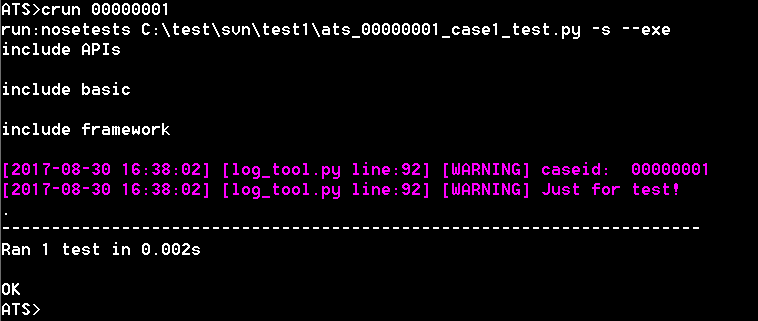 ATS>crun 00000001
run:nosetests C:\test\svn\test1\ats_00000001_case1_test.py -s --exe
include APIs
include basic
include framework
[2017-08-30 16:38:02] [log_tool.py line:92] [WARNING] caseid:  00000001
[2017-08-30 16:38:02] [log_tool.py line:92] [WARNING] Just for test!
.
----------------------------------------------------------------------
Ran 1 test in 0.002s
OK
ATS>